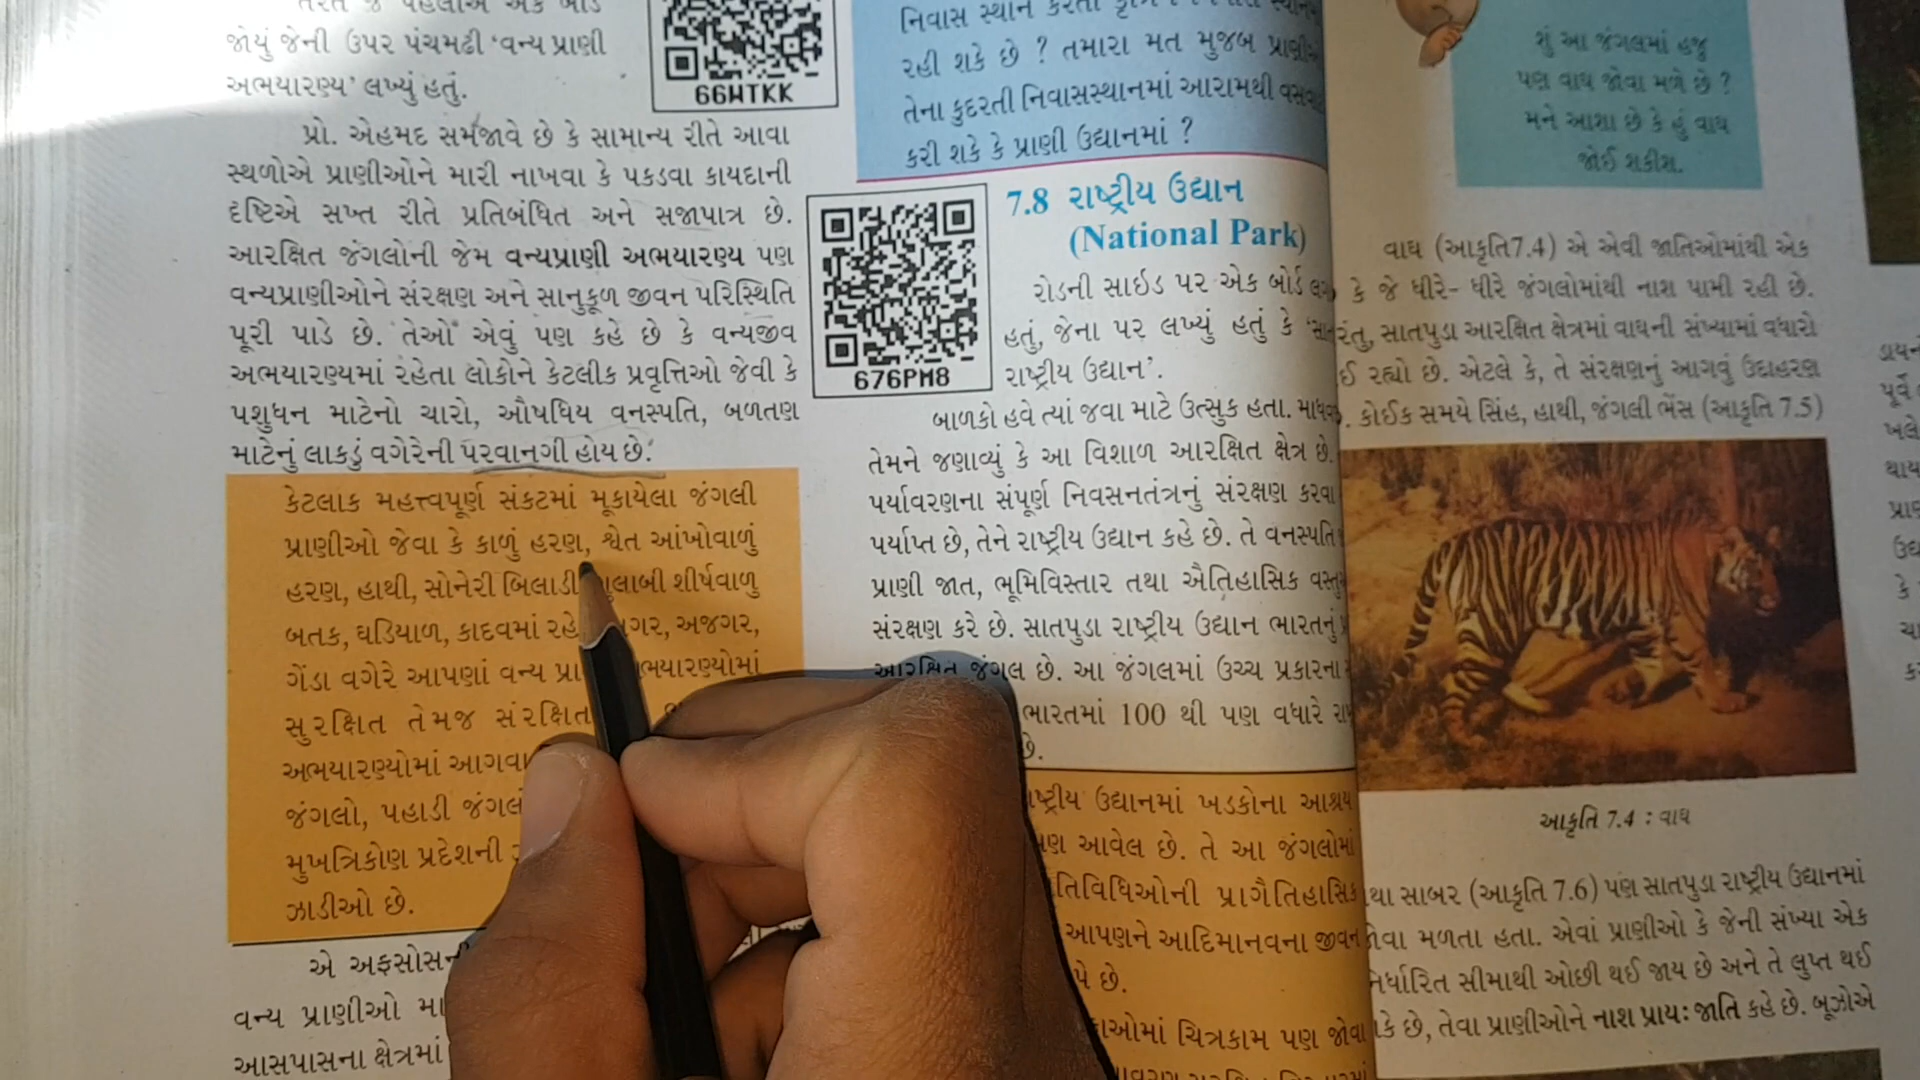 જોયું જેની ઉપર પંચમઢી ‘વન્ય પ્રાણી
અભયારણ્ય’ લખ્યું હતું.
66WTKK
પ્રો. એહમદ સમજાવે છે કે સામાન્ય રીતે આવા
સ્થળોએ પ્રાણીઓને મારી નાખવા કે પકડવા કાયદાની
દૃષ્ટિએ સખ્ત રીતે પ્રતિબંધિત અને સજાપાત્ર છે.
આરક્ષિત જંગલોની જેમ વન્યપ્રાણી અભયારણ્ય પણ
વન્યપ્રાણીઓને સંરક્ષણ અને સાનુકૂળ જીવન પરિસ્થિતિ
પૂરી પાડે છે. તેઓ એવું પણ કહે છે કે વન્યજીવ
અભયારણ્યમાં રહેતા લોકોને કેટલીક પ્રવૃત્તિઓ જેવી કે
પશુધન માટેનો ચારો, ઔષધિય વનસ્પતિ, બળતણ
માટેનું લાકડું વગેરેની પરવાનગી હોય છે.
કેટલાક મહત્ત્વપૂર્ણ સંકટમાં મૂકાયેલા જંગલી
પ્રાણીઓ જેવા કે કાળું હરણ, શ્વેત આંખોવાળું
હરણ, હાથી, સોનેરી બિલાડી શીર્ષવાળુ
બતક, ઘડિયાળ, કાદવમાં અજગર,
ગેંડા વગેરે આપણાં વન્ય
સુરક્ષિત તેમજ સંરક્ષિત
અભયારણ્યોમાં
જંગલો, પહાડી
મુખત્રિકોણ પ્રદેશની
ઝાડીઓ છે.
એ
વન્ય પ્રાણીઓ
આસપાસના ક્ષેત્રમાં
રહી શકે છે ? તમારા મત મુજબ
તેના કુદરતી નિવાસસ્થાનમાં આરામથી
કરી શકે કે પ્રાણી ઉદ્યાનમાં ?
7.8 રાષ્ટ્રીય ઉદ્યાન
(National Park)
676PM8
રોડની સાઇડ પર એક બોર્ડ
હતું, જેના પર લખ્યું હતું કે
રાષ્ટ્રીય ઉદ્યાન’.
બાળકો હવે ત્યાં જવા માટે ઉત્સુક હતા.
તેમને જણાવ્યું કે આ વિશાળ આરક્ષિત ક્ષેત્ર છે.
પર્યાવરણના સંપૂર્ણ નિવસનતંત્રનું સંરક્ષણ કરવા
પર્યાપ્ત છે, તેને રાષ્ટ્રીય ઉદ્યાન કહે છે. તે વનસ્પતિ
પ્રાણી જાત, ભૂમિવિસ્તાર તથા ઐતિહાસિક
સંરક્ષણ કરે છે. સાતપુડા રાષ્ટ્રીય ઉદ્યાન ભારતનું
આરક્ષિત જંગલ છે. આ જંગલમાં ઉચ્ચ પ્રકારના
ભારતમાં 100 થી પણ વધારે
છે.
ઉદ્યાનમાં ખડકોના આશ્રય
આવેલ છે. તે આ જંગલોમાં
પ્રાગૈતિહાસિક
આપણને આદિમાનવના જીવન
છે.
ચિત્રકામ પણ જોવા
શું આ જંગલમાં હજુ
પણ વાઘ જોવા મળે છે ?
મને આશા છે કે હું વાઘ
જોઈ શકીશ.
વાઘ (આકૃતિ 7.4) એ એવી જાતિઓમાંથી એક
કે જે ધીરે- ધીરે જંગલોમાંથી નાશ પામી રહી છે.
સાતપુડા આરક્ષિત ક્ષેત્રમાં વાઘની સંખ્યામાં વધારો
રહ્યો છે. એટલે કે, તે સંરક્ષણનું આગવું ઉદાહરણ
કોઈક સમયે સિંહ, હાથી, જંગલી ભેંસ (આકૃતિ 7.5)
આકૃતિ 7.4 : વાઘ
સાબર (આકૃતિ 7.6) પણ સાતપુડા રાષ્ટ્રીય ઉદ્યાનમાં
મળતા હતા. એવાં પ્રાણીઓ કે જેની સંખ્યા એક
નિર્ધારિત સીમાથી ઓછી થઈ જાય છે અને તે લુપ્ત થઈ
છે, તેવા પ્રાણીઓને નાશ પ્રાયઃ જાતિ કહે છે. બૂઝોએ